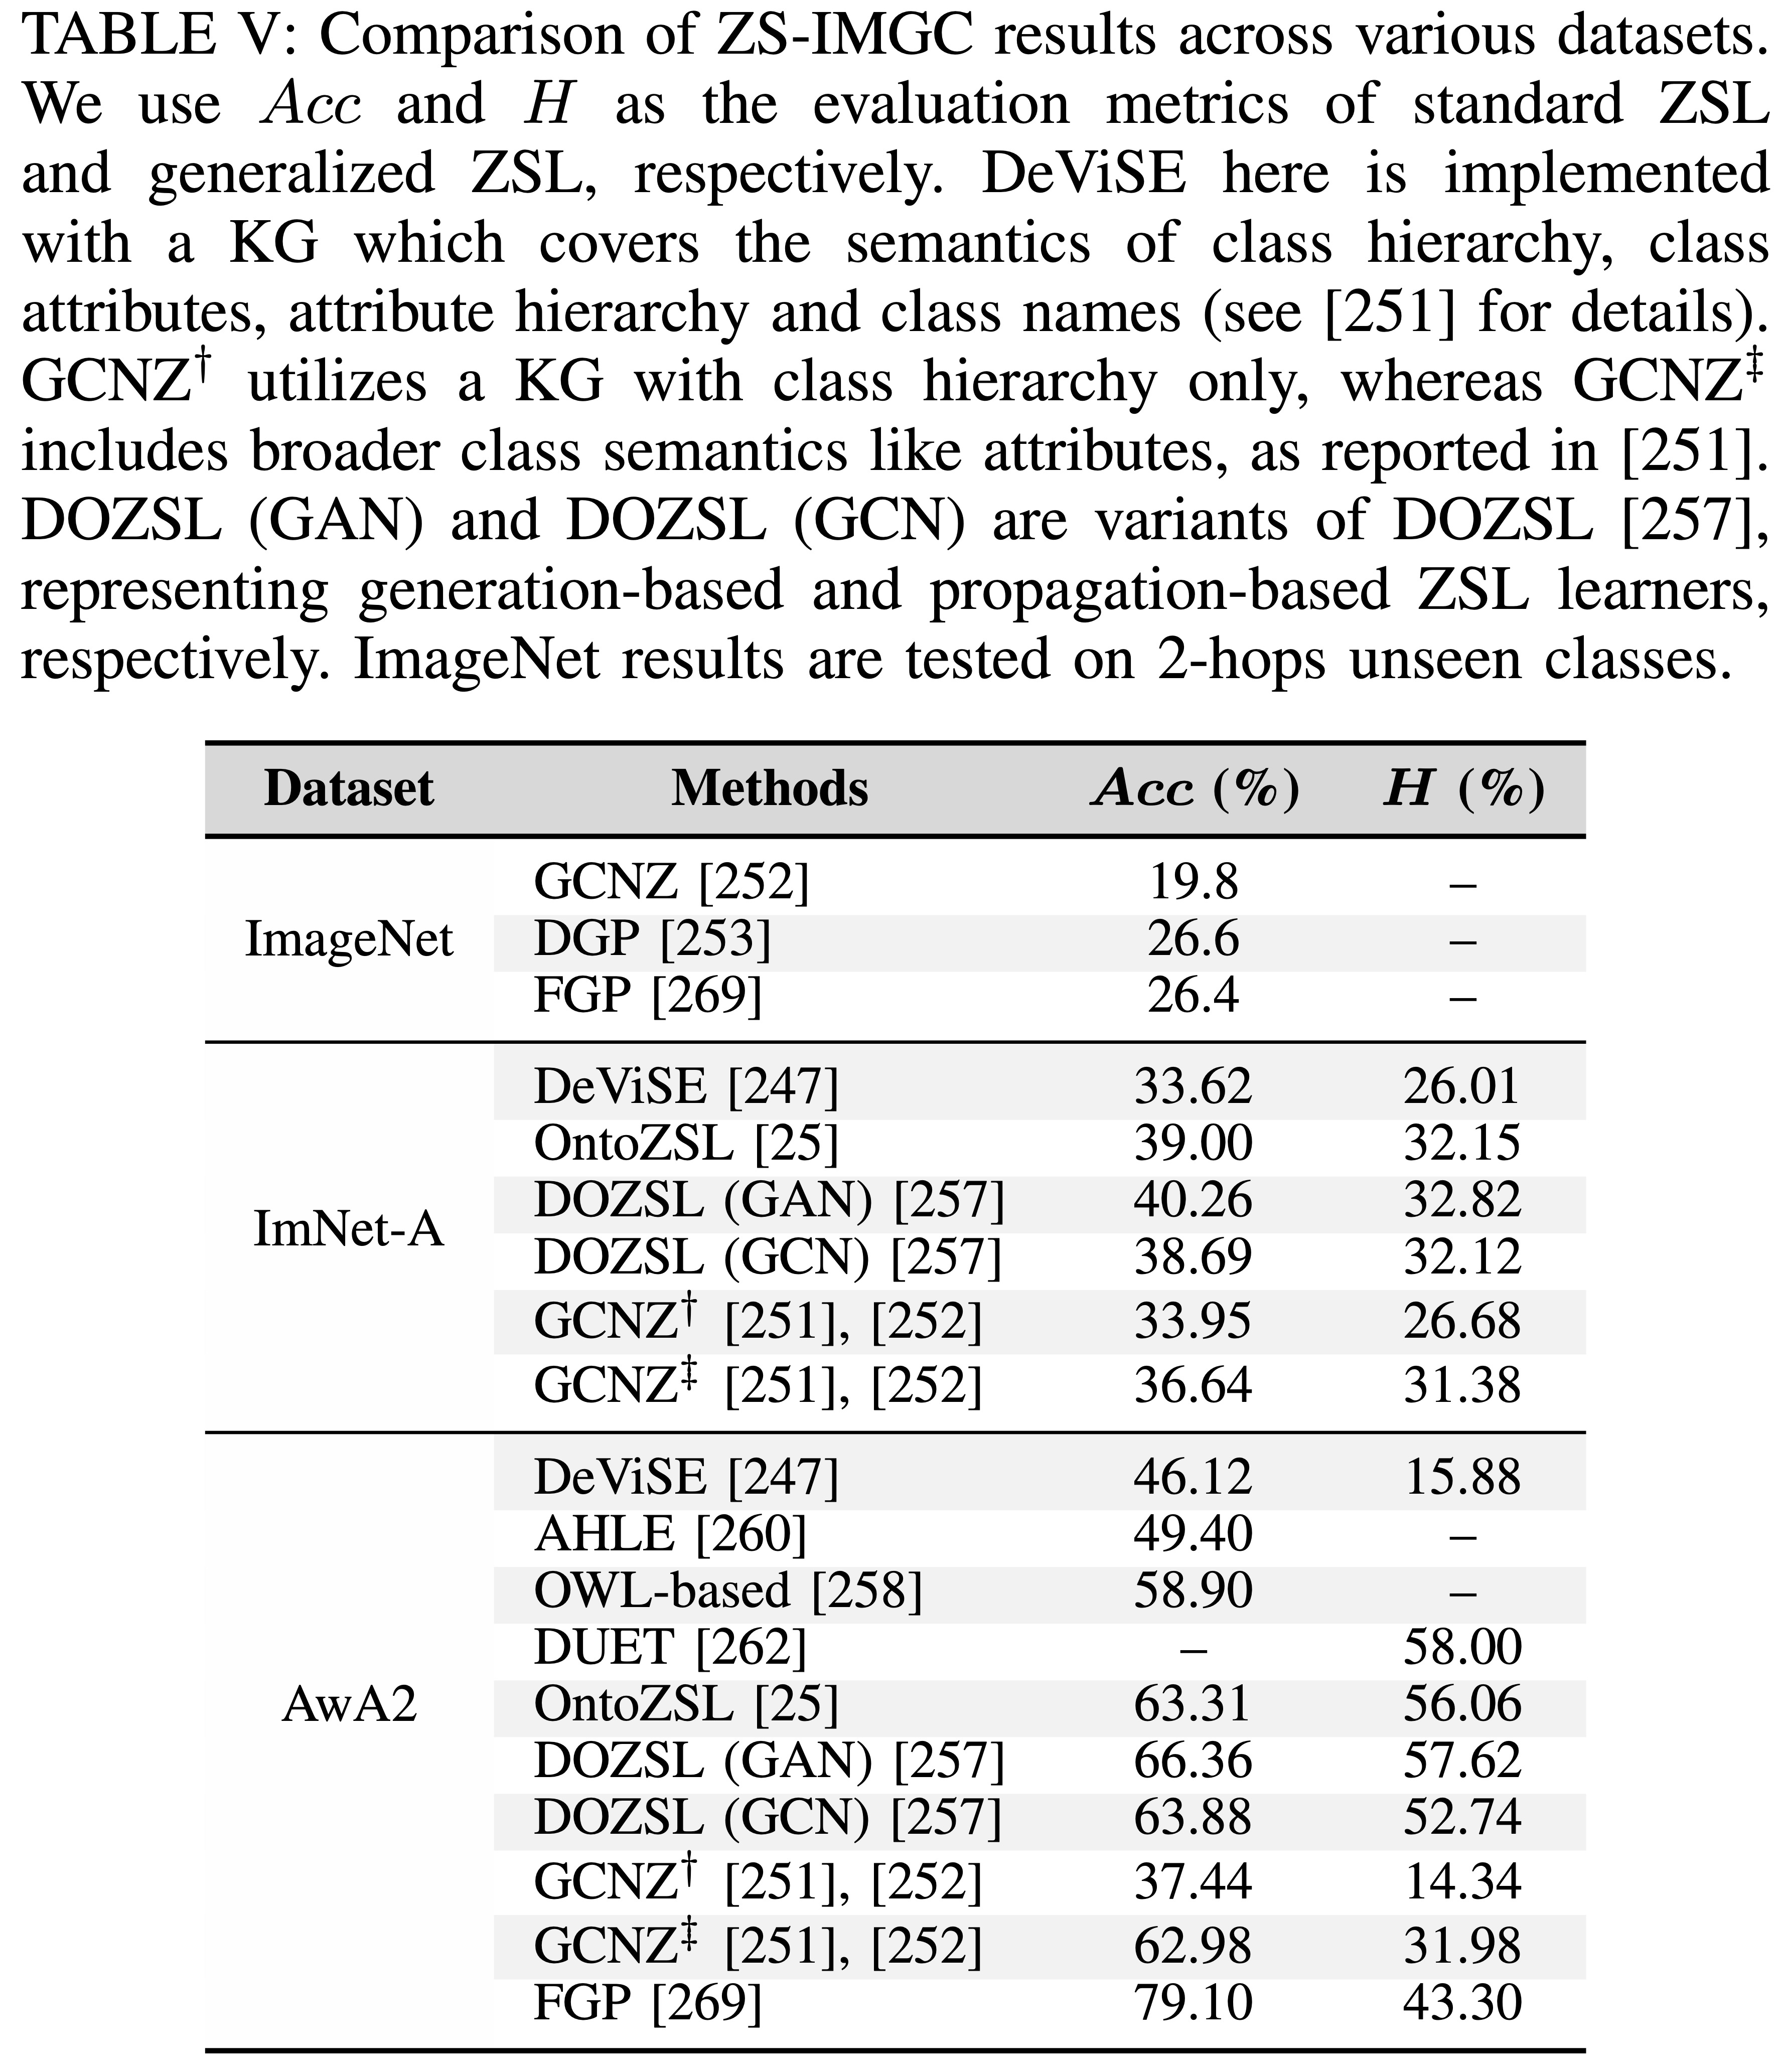 TABLE V: Comparison of ZS-IMGC results across various datasets.
We use Acc and H as the evaluation metrics of standard ZSL
and generalized ZSL, respectively. DeViSE here is implemented
with a KG which covers the semantics of class hierarchy, class
attributes, attribute hierarchy and class names (see [251] for details).
GCNZ† utilizes a KG with class hierarchy only, whereas GCNZ‡
includes broader class semantics like attributes, as reported in [251].
DOZSL (GAN) and DOZSL (GCN) are variants of DOZSL [257],
representing generation-based and propagation-based ZSL learners,
respectively. ImageNet results are tested on 2-hops unseen classes.
Dataset Methods Acc (%) H (%)
GCNZ [252] 19.8 –
ImageNet DGP [253] 26.6 –
FGP [269] 26.4 –
DeViSE [247] 33.62 26.01
OntoZSL [25] 39.00 32.15
DOZSL (GAN) [257] 40.26 32.82
ImNet-A
DOZSL (GCN) [257] 38.69 32.12
GCNZ† [251], [252] 33.95 26.68
GCNZ‡ [251], [252] 36.64 31.38
DeViSE [247] 46.12 15.88
AHLE [260] 49.40 –
OWL-based [258] 58.90 –
DUET [262] – 58.00
AwA2 OntoZSL [25] 63.31 56.06
DOZSL (GAN) [257] 66.36 57.62
DOZSL (GCN) [257] 63.88 52.74
GCNZ† [251], [252] 37.44 14.34
GCNZ‡ [251], [252] 62.98 31.98
FGP [269] 79.10 43.30